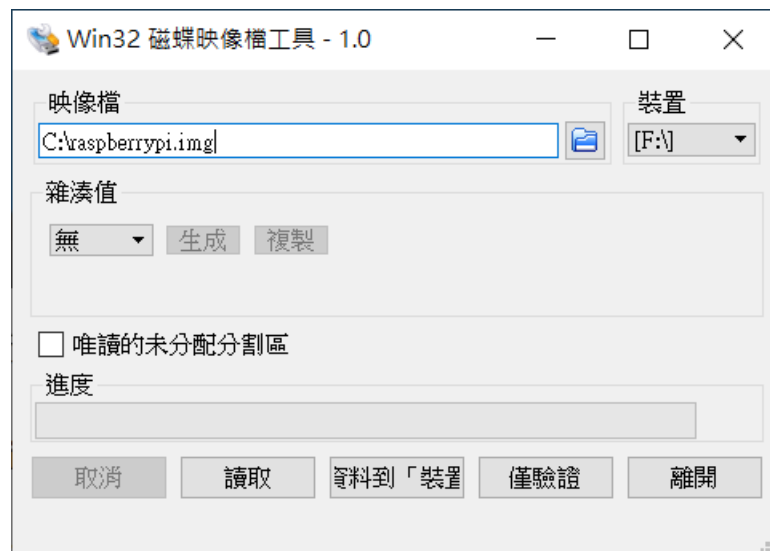 Win32 磁蝶映像檔工具 - 1.0
映像檔
裝置
C:\raspberrypi.img
[F:\]
雜湊值
無
生成
複製
唯讀的未分配分割區
進度
取消
讀取
資料到「裝置
僅驗證
離開